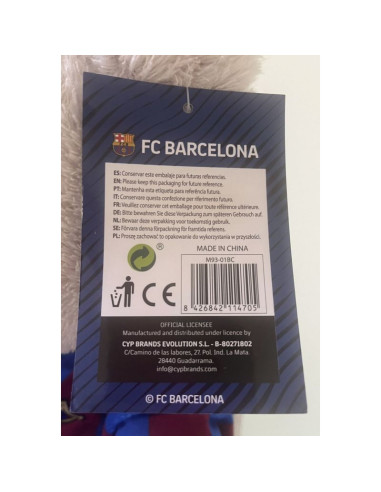 FC BARCELONA
ES: Conservar este embalaje para futuras referencias.
EN: Please keep this packaging for future reference.
PT: Mantenha esta etiqueta para referência futura.
IT: Conservare questa confezione per riferimento futuro.
FR: Veuillez conserver cet emballage pour toute référence ultérieure.
DE: Bitte bewahren Sie diese Verpackung zum späteren Gebrauch auf.
NL: Bewaar deze verpakking voor toekomstig gebruik.
SE: Förvara denna förpackning för framtida referens.
PL: Proszę zachować to opakowanie do wykorzystania w przyszłości.
MADE IN CHINA
M93-01BC
CE
8 426842 114705
OFFICIAL LICENSEE
Manufactured and distributed under licence by
CYP BRANDS EVOLUTION S.L. - B-80271802
C/Camino de las labores, 27. Pol. Ind. La Mata.
28440 Guadarrama.
info@cypbrands.com
© FC BARCELONA